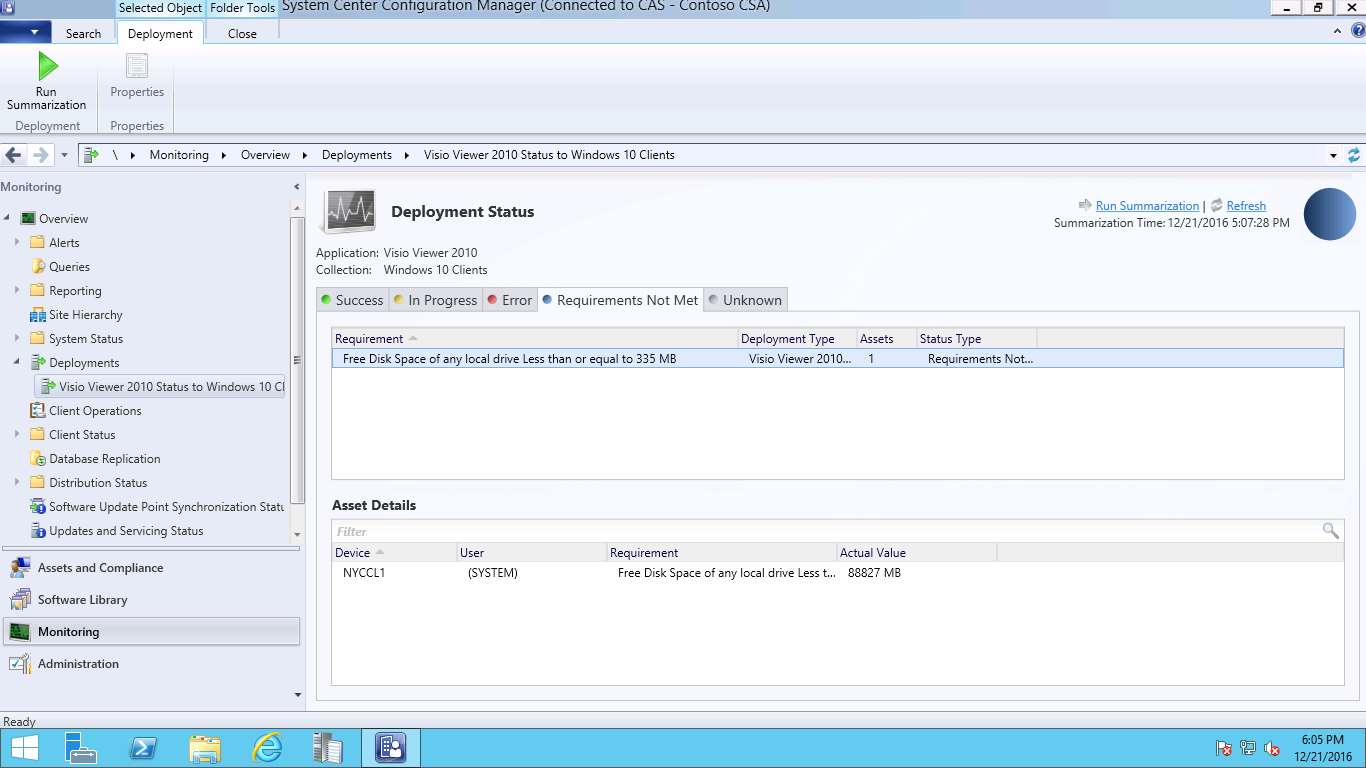 Selected Object Folder Tools System Center Configuration Manager (Connected to CAS - Contoso CSA)
Search Deployment Close
Run Summarization
Properties
Deployment
Properties
\ Monitoring Overview Deployments Visio Viewer 2010 Status to Windows 10 Clients
Monitoring
Overview
Alerts
Queries
Reporting
Site Hierarchy
System Status
Deployments
Visio Viewer 2010 Status to Windows 10 Cl
Client Operations
Client Status
Database Replication
Distribution Status
Software Update Point Synchronization Statu
Updates and Servicing Status
Assets and Compliance
Software Library
Monitoring
Administration
Deployment Status
Run Summarization | Refresh
Summarization Time: 12/21/2016 5:07:28 PM
Application: Visio Viewer 2010
Collection: Windows 10 Clients
Success In Progress Error Requirements Not Met Unknown
Requirement Deployment Type Assets Status Type
Free Disk Space of any local drive Less than or equal to 335 MB Visio Viewer 2010... 1 Requirements Not...
Asset Details
Filter
Device User Requirement Actual Value
NYCCL1 (SYSTEM) Free Disk Space of any local drive Less t... 88827 MB
Ready
6:05 PM
12/21/2016